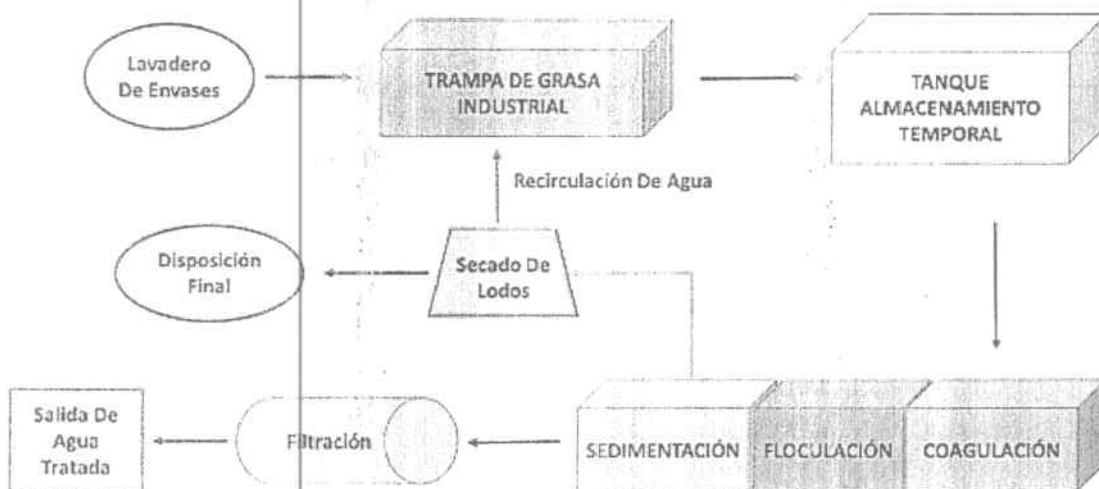 Lavadero
De Envases
TRAMPA DE GRASA
INDUSTRIAL
TANQUE
ALMACENAMIENTO
TEMPORAL
Recirculación De Agua
Disposición
Final
Secado De
Lodos
Salida De
Agua
Tratada
Filtración
SEDIMENTACIÓN
FLOCULACIÓN
COAGULACIÓN